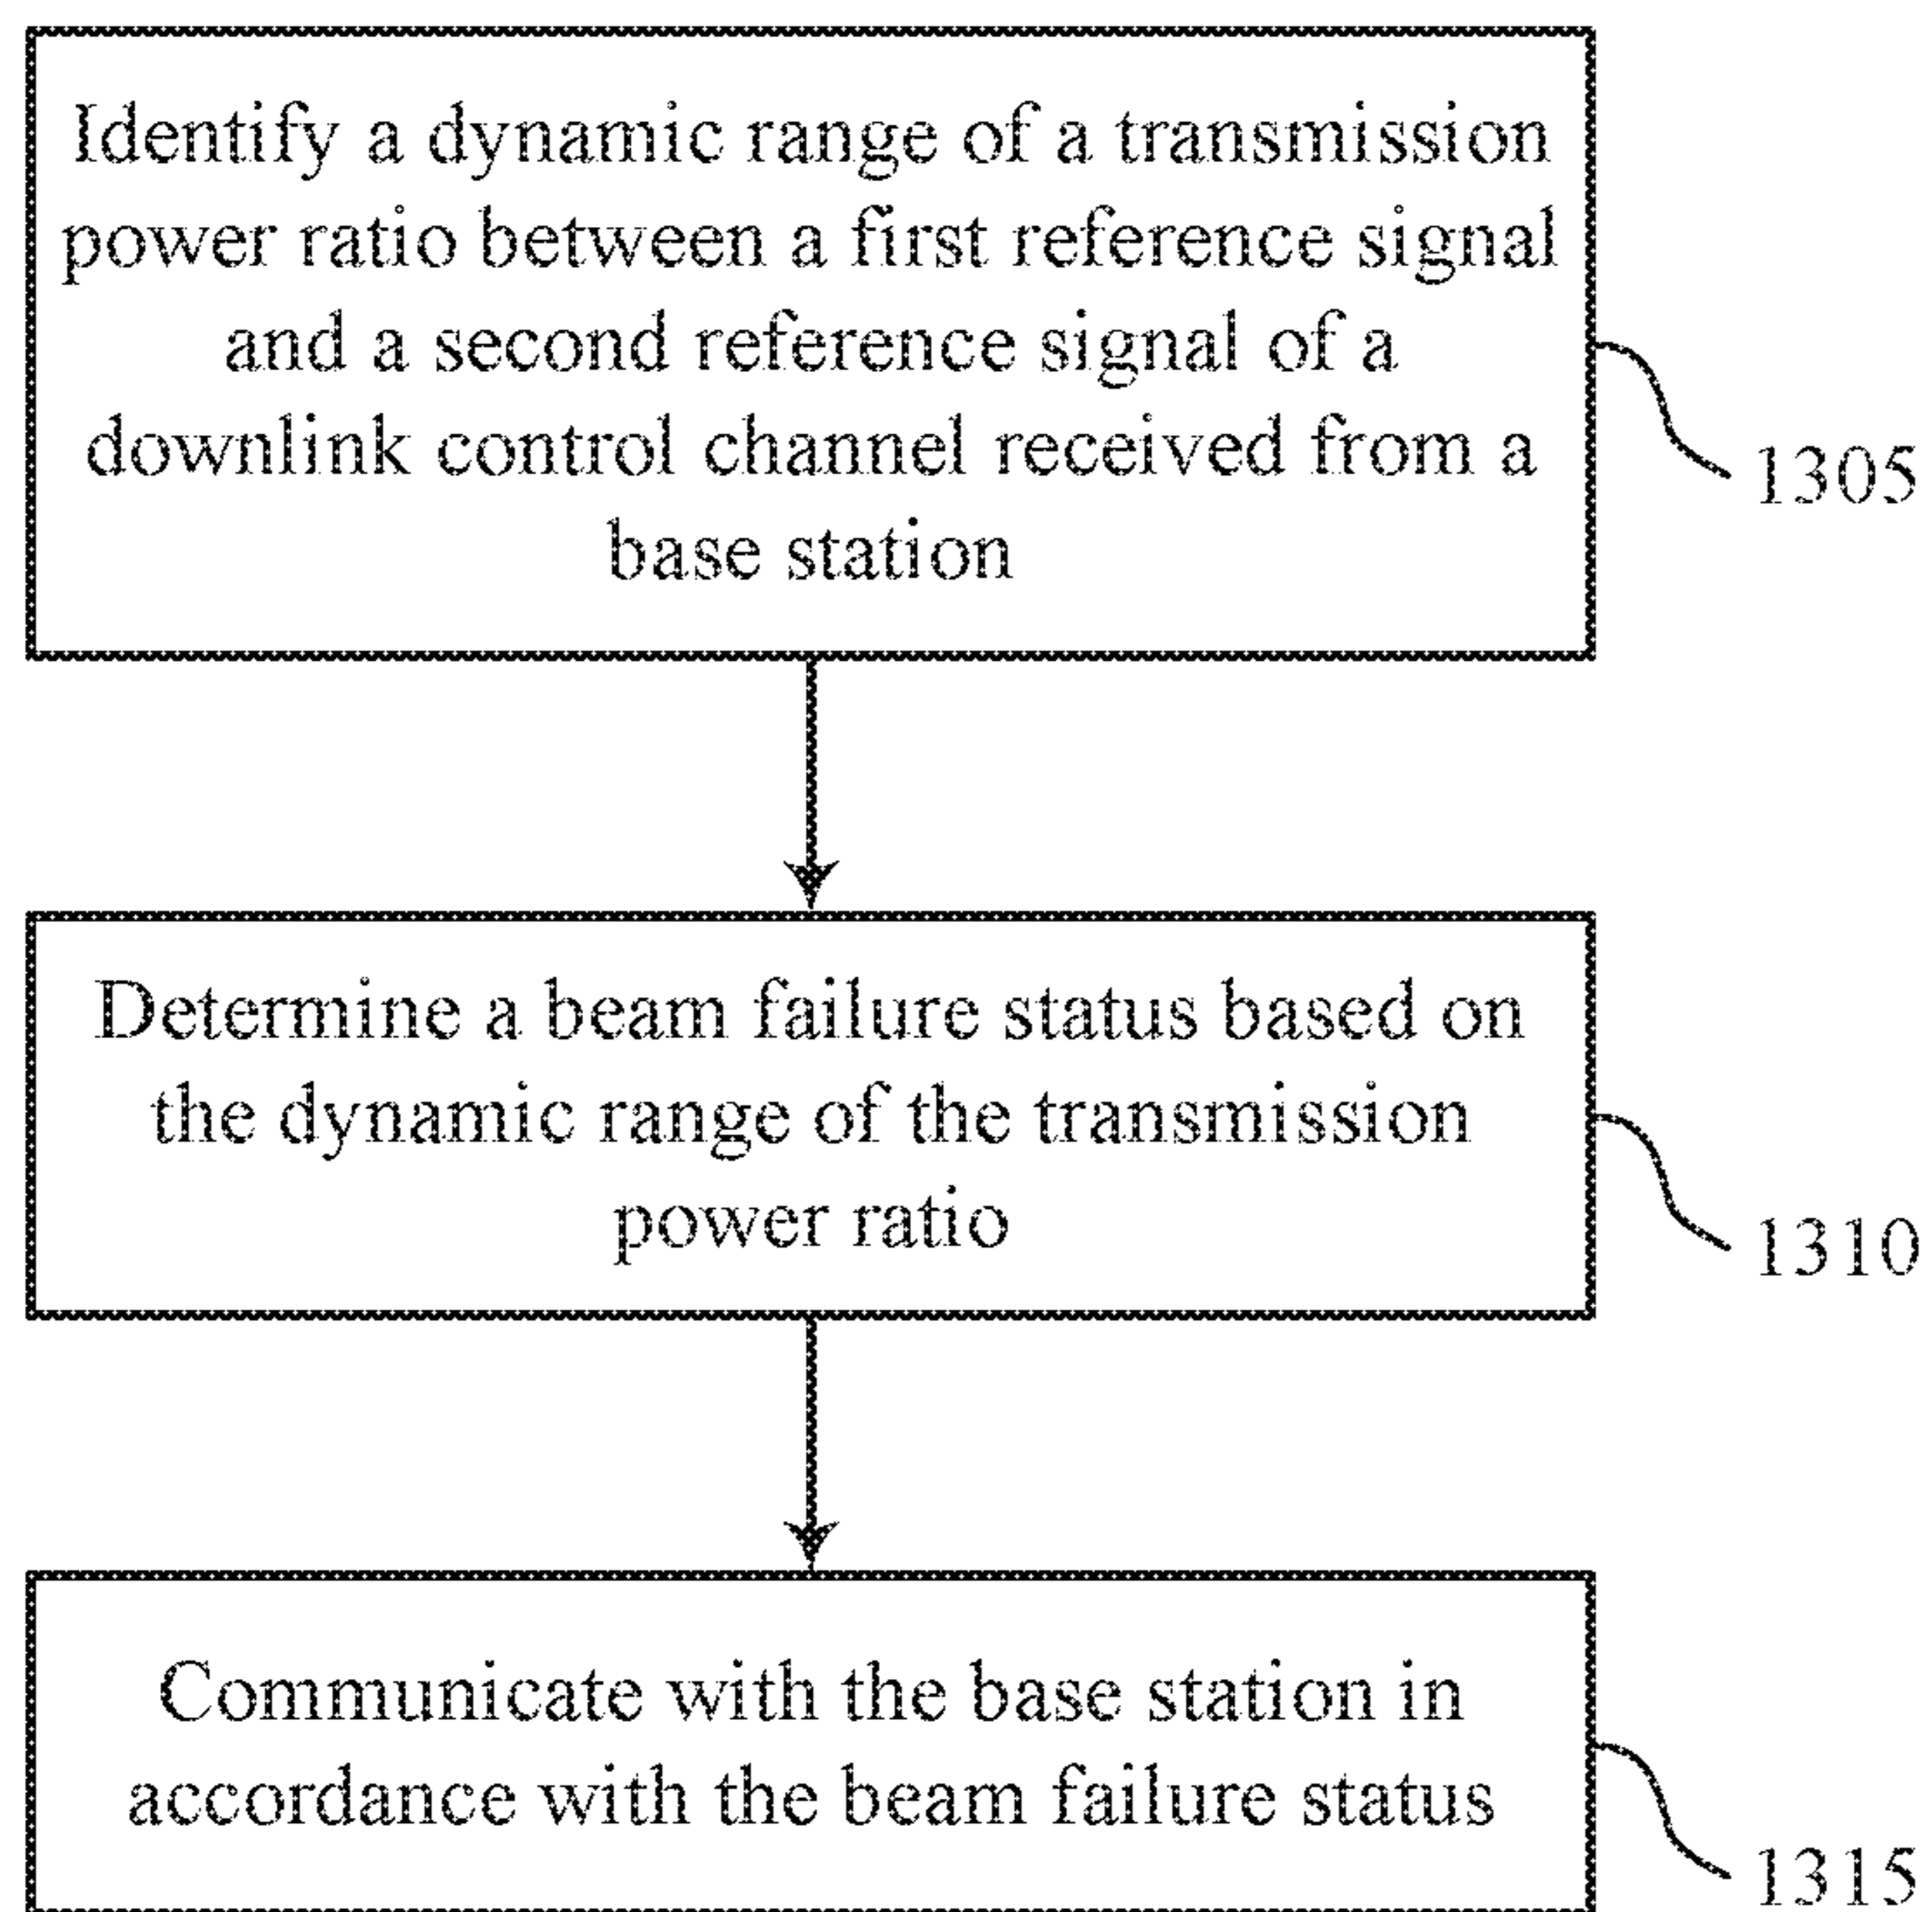 Identify a dynamic range of a transmission
power ratio between a first reference signal
and a second reference signal of a
downlink control channel received from a
base station
1305
Determine a beam failure status based on
the dynamic range of the transmission
power ratio
1310
Communicate with the base station in
accordance with the beam failure status
1315